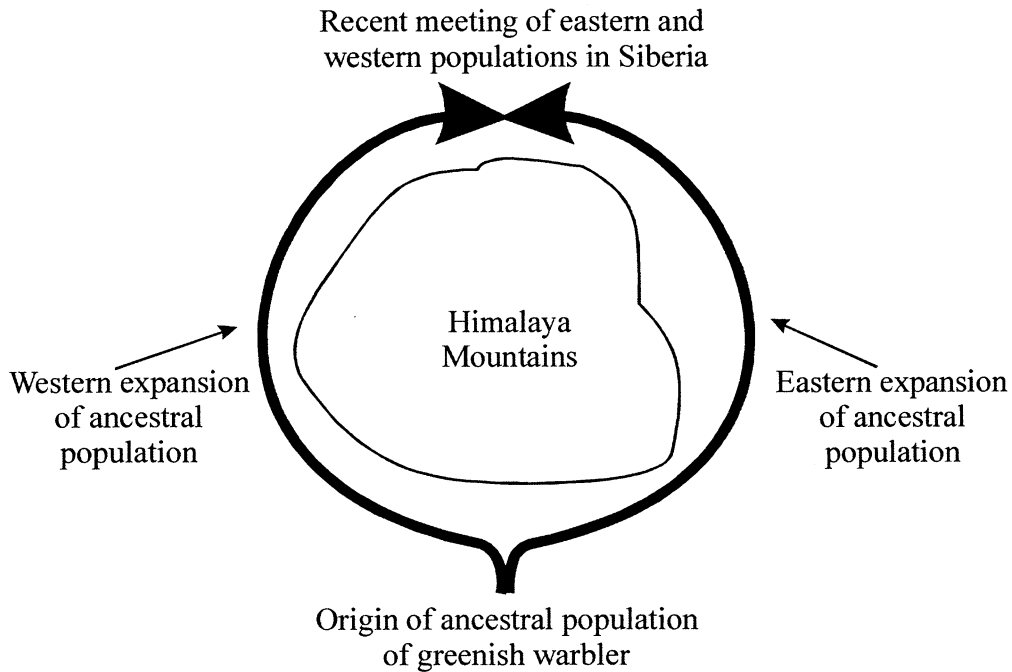 Recent meeting of eastern and
western populations in Siberia
Himalaya
Mountains
Western expansion
of ancestral
population
Eastern expansion
of ancestral
population
Origin of ancestral population
of greenish warbler